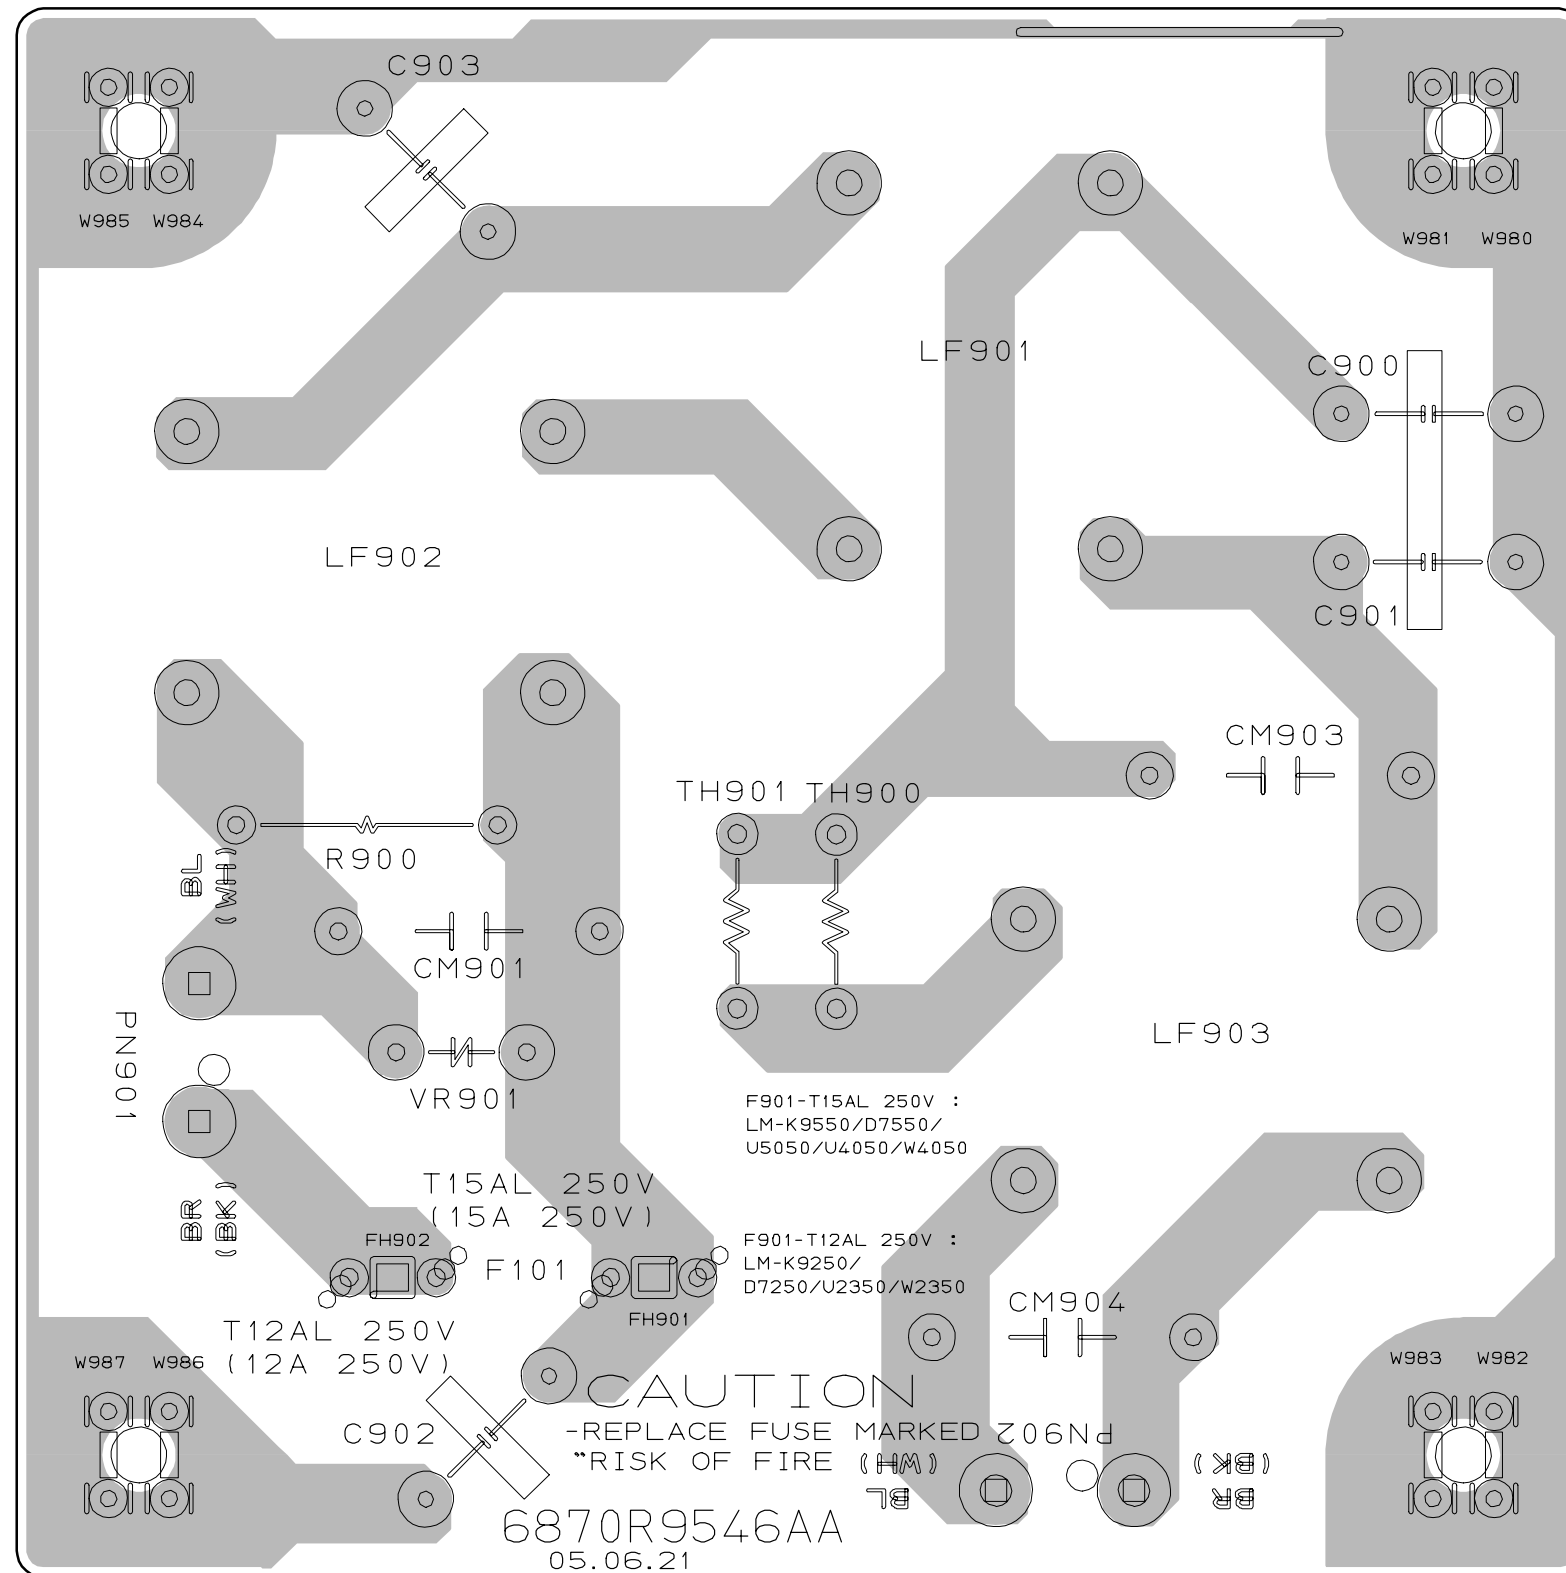 C903
W985 W984
W981 W980
LF901
C900
LF902
C901
CM903
TH901 TH900
R900
BL
(WH)
CM901
PN901
LF903
VR901
F901-T15AL 250V :
LM-K9550/D7550/
U5050/U4050/W4050
T15AL 250V
(15A 250V)
BR
(BK)
FH902
F101
F901-T12AL 250V :
LM-K9250/
D7250/U2350/W2350
FH901
CM904
T12AL 250V
(12A 250V)
W987 W986
W983 W982
CAUTION
C902
-REPLACE FUSE MARKED
PN902
"RISK OF FIRE
(WH)
(BK)
BL
BR
6870R9546AA
05.06.21